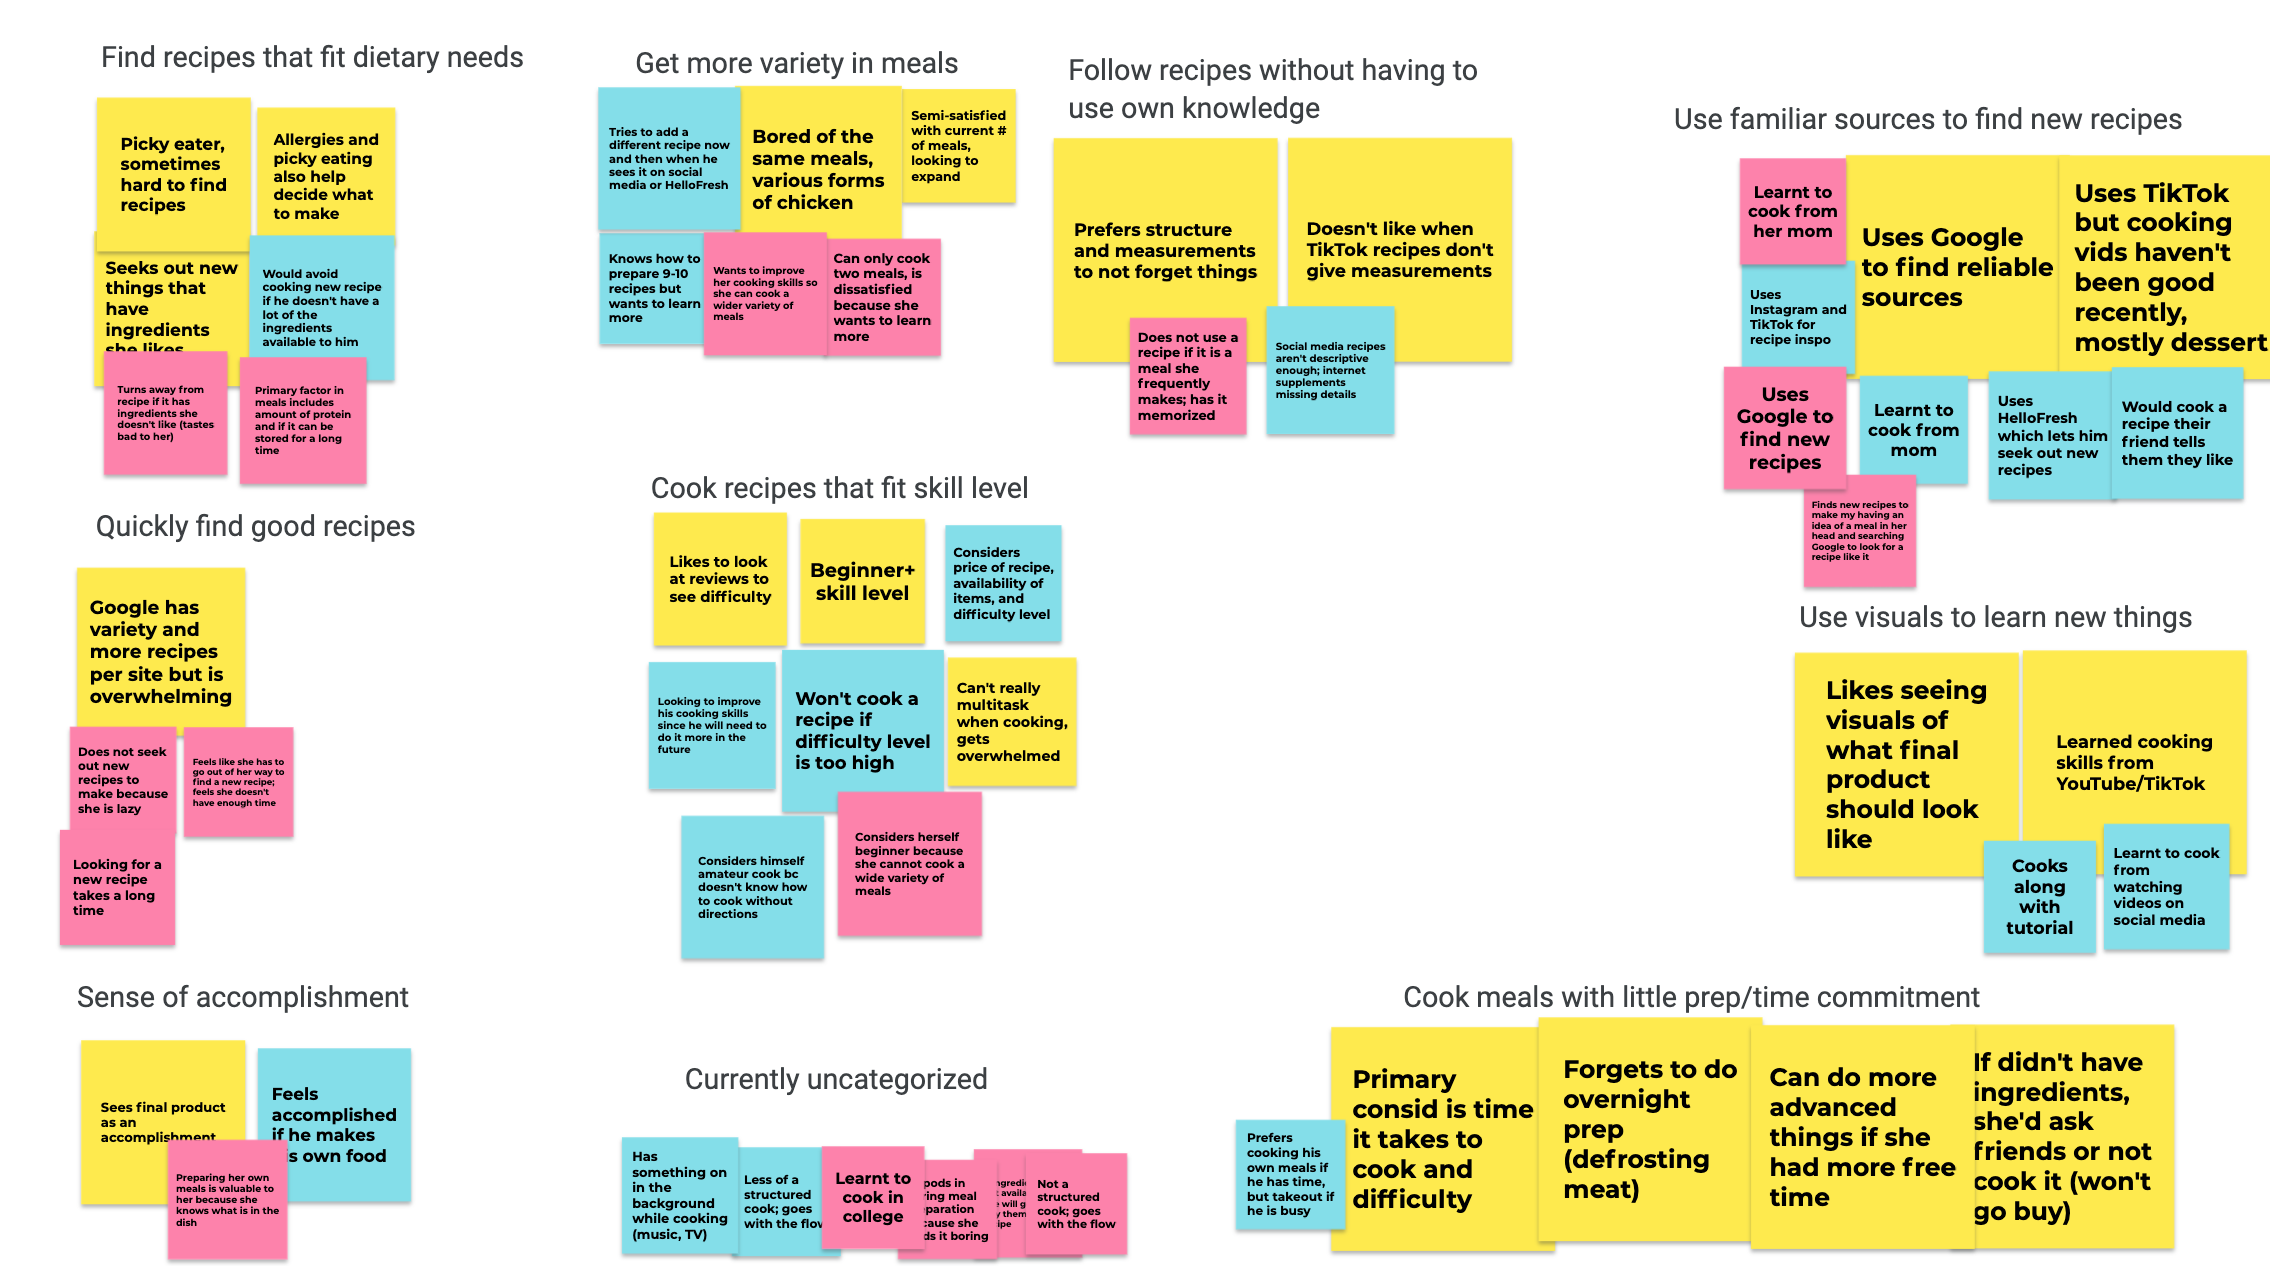 Find recipes that fit dietary needs
Picky eater,
sometimes
hard to find
recipes
Allergies and
picky eating
also help
decide what
to make
Seeks out new
things that
have
ingredients
she likes
Would avoid
cooking new recipe
if he doesn't have a
lot of the
ingredients
available to him
Turns away from
recipe if it has
ingredients she
doesn't like (tastes
bad to her)
Primary factor in
meals includes
amount of protein
and if it can be
stored for a long
time
Get more variety in meals
Tries to add a
different recipe now
and then when he
sees it on social
media or HelloFresh
Bored of the
same meals,
various forms
of chicken
Semi-satisfied
with current #
of meals,
looking to
expand
Knows how to
prepare 9-10
recipes but
wants to learn
more
Wants to improve
her cooking skills so
she can cook a
wider variety of
meals
Can only cook
two meals, is
dissatisfied
because she
wants to learn
more
Follow recipes without having to
use own knowledge
Prefers structure
and measurements
to not forget things
Doesn't like when
TikTok recipes don't
give measurements
Does not use a
recipe if it is a
meal she
frequently
makes; has it
memorized
Social media recipes
aren't descriptive
enough; internet
supplements
missing details
Use familiar sources to find new recipes
Learnt to
cook from
her mom
Uses Google
to find reliable
sources
Uses TikTok
but cooking
vids haven't
been good
recently,
mostly dessert
Uses
Instagram and
TikTok for
recipe inspo
Uses
Google to
find new
recipes
Learnt to
cook from
mom
Uses
HelloFresh
which lets him
seek out new
recipes
Would cook a
recipe their
friend tells
them they like
Finds new recipes to
make my having an
idea of a meal in her
head and searching
Google to look for a
recipe like it
Quickly find good recipes
Google has
variety and
more recipes
per site but is
overwhelming
Does not seek
out new
recipes to
make because
she is lazy
Feels like she has to
go out of her way to
find a new recipe;
feels she doesn't
have enough time
Looking for a
new recipe
takes a long
time
Cook recipes that fit skill level
Likes to look
at reviews to
see difficulty
Beginner+
skill level
Considers
price of recipe,
availability of
items, and
difficulty level
Looking to improve
his cooking skills
since he will need to
do it more in the
future
Won't cook a
recipe if
difficulty level
is too high
Can't really
multitask
when cooking,
gets
overwhelmed
Considers himself
amateur cook bc
doesn't know how
to cook without
directions
Considers herself
beginner because
she cannot cook a
wide variety of
meals
Use visuals to learn new things
Likes seeing
visuals of
what final
product
should look
like
Learned cooking
skills from
YouTube/TikTok
Cooks
along
with
tutorial
Learnt to cook
from
watching
videos on
social media
Sense of accomplishment
Sees final product
as an
accomplishment
Feels
accomplished
if he makes
own food
Preparing her own
meals is valuable to
her because she
knows what is in the
dish
Currently uncategorized
Has
something on
in the
background
while cooking
(music, TV)
Less of a
structured
cook; goes
with the flow
Learnt to
cook in
college
pods in
meal
she
it boring
will
them
Not a
structured
cook; goes
with the flow
Cook meals with little prep/time commitment
Prefers
cooking his
own meals if
he has time,
but takeout if
he is busy
Primary
consid is time
it takes to
cook and
difficulty
Forgets to do
overnight
prep
(defrosting
meat)
Can do more
advanced
things if she
had more free
time
If didn't have
ingredients,
she'd ask
friends or not
cook it (won't
go buy)